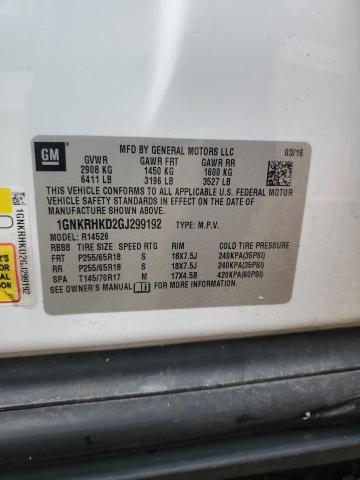 GM
MFD BY GENERAL MOTORS LLC 03/16
GVWR GAWR FRT GAWR RR
2908 KG 1450 KG 1600 KG
6411 LB 3196 LB 3527 LB
THIS VEHICLE CONFORMS TO ALL APPLICABLE U.S. FEDERAL MOTOR
VEHICLE SAFETY AND THEFT PREVENTION STANDARDS IN EFFECT ON
THE DATE OF MANUFACTURE SHOWN ABOVE.
1GNKRHKD2GJ299192 TYPE: M.P.V.
MODEL: R14526
RBBB TIRE SIZE SPEED RTG RIM COLD TIRE PRESSURE
FRT P255/65R18 S 18X7.5J 240KPA(35PSI)
RR P255/65R18 S 18X7.5J 240KPA(35PSI)
SPA T145/70R17 M 17X4.5B 420KPA(60PSI)
SEE OWNER'S MANUAL FOR MORE INFORMATION.
1GNKRHKD2GJ299192